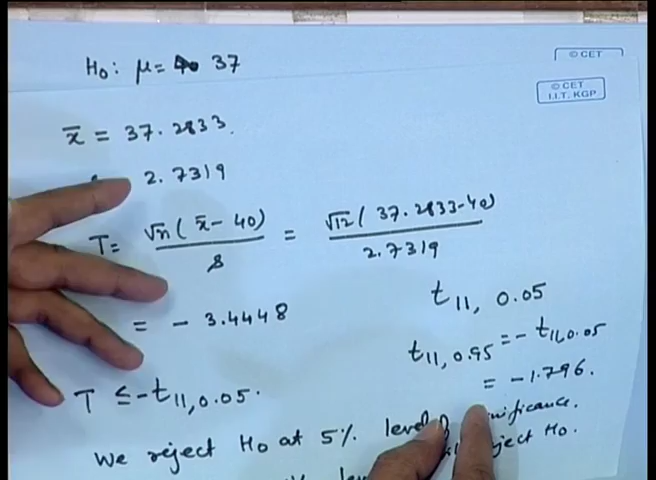 H₀: μ = 40 37
© CET
© CET
I.I.T. KGP
x̄ = 37.2833.
2.7319
T = √n ( x̄ - 40) / s = √12 ( 37.2833-40) / 2.7319
= - 3.4448
t₁₁, 0.05
t₁₁, 0.95 = - t₁₁,0.05
= -1.796.
T ≤ -t₁₁,0.05.
We reject H₀ at 5% level
ject H₀.